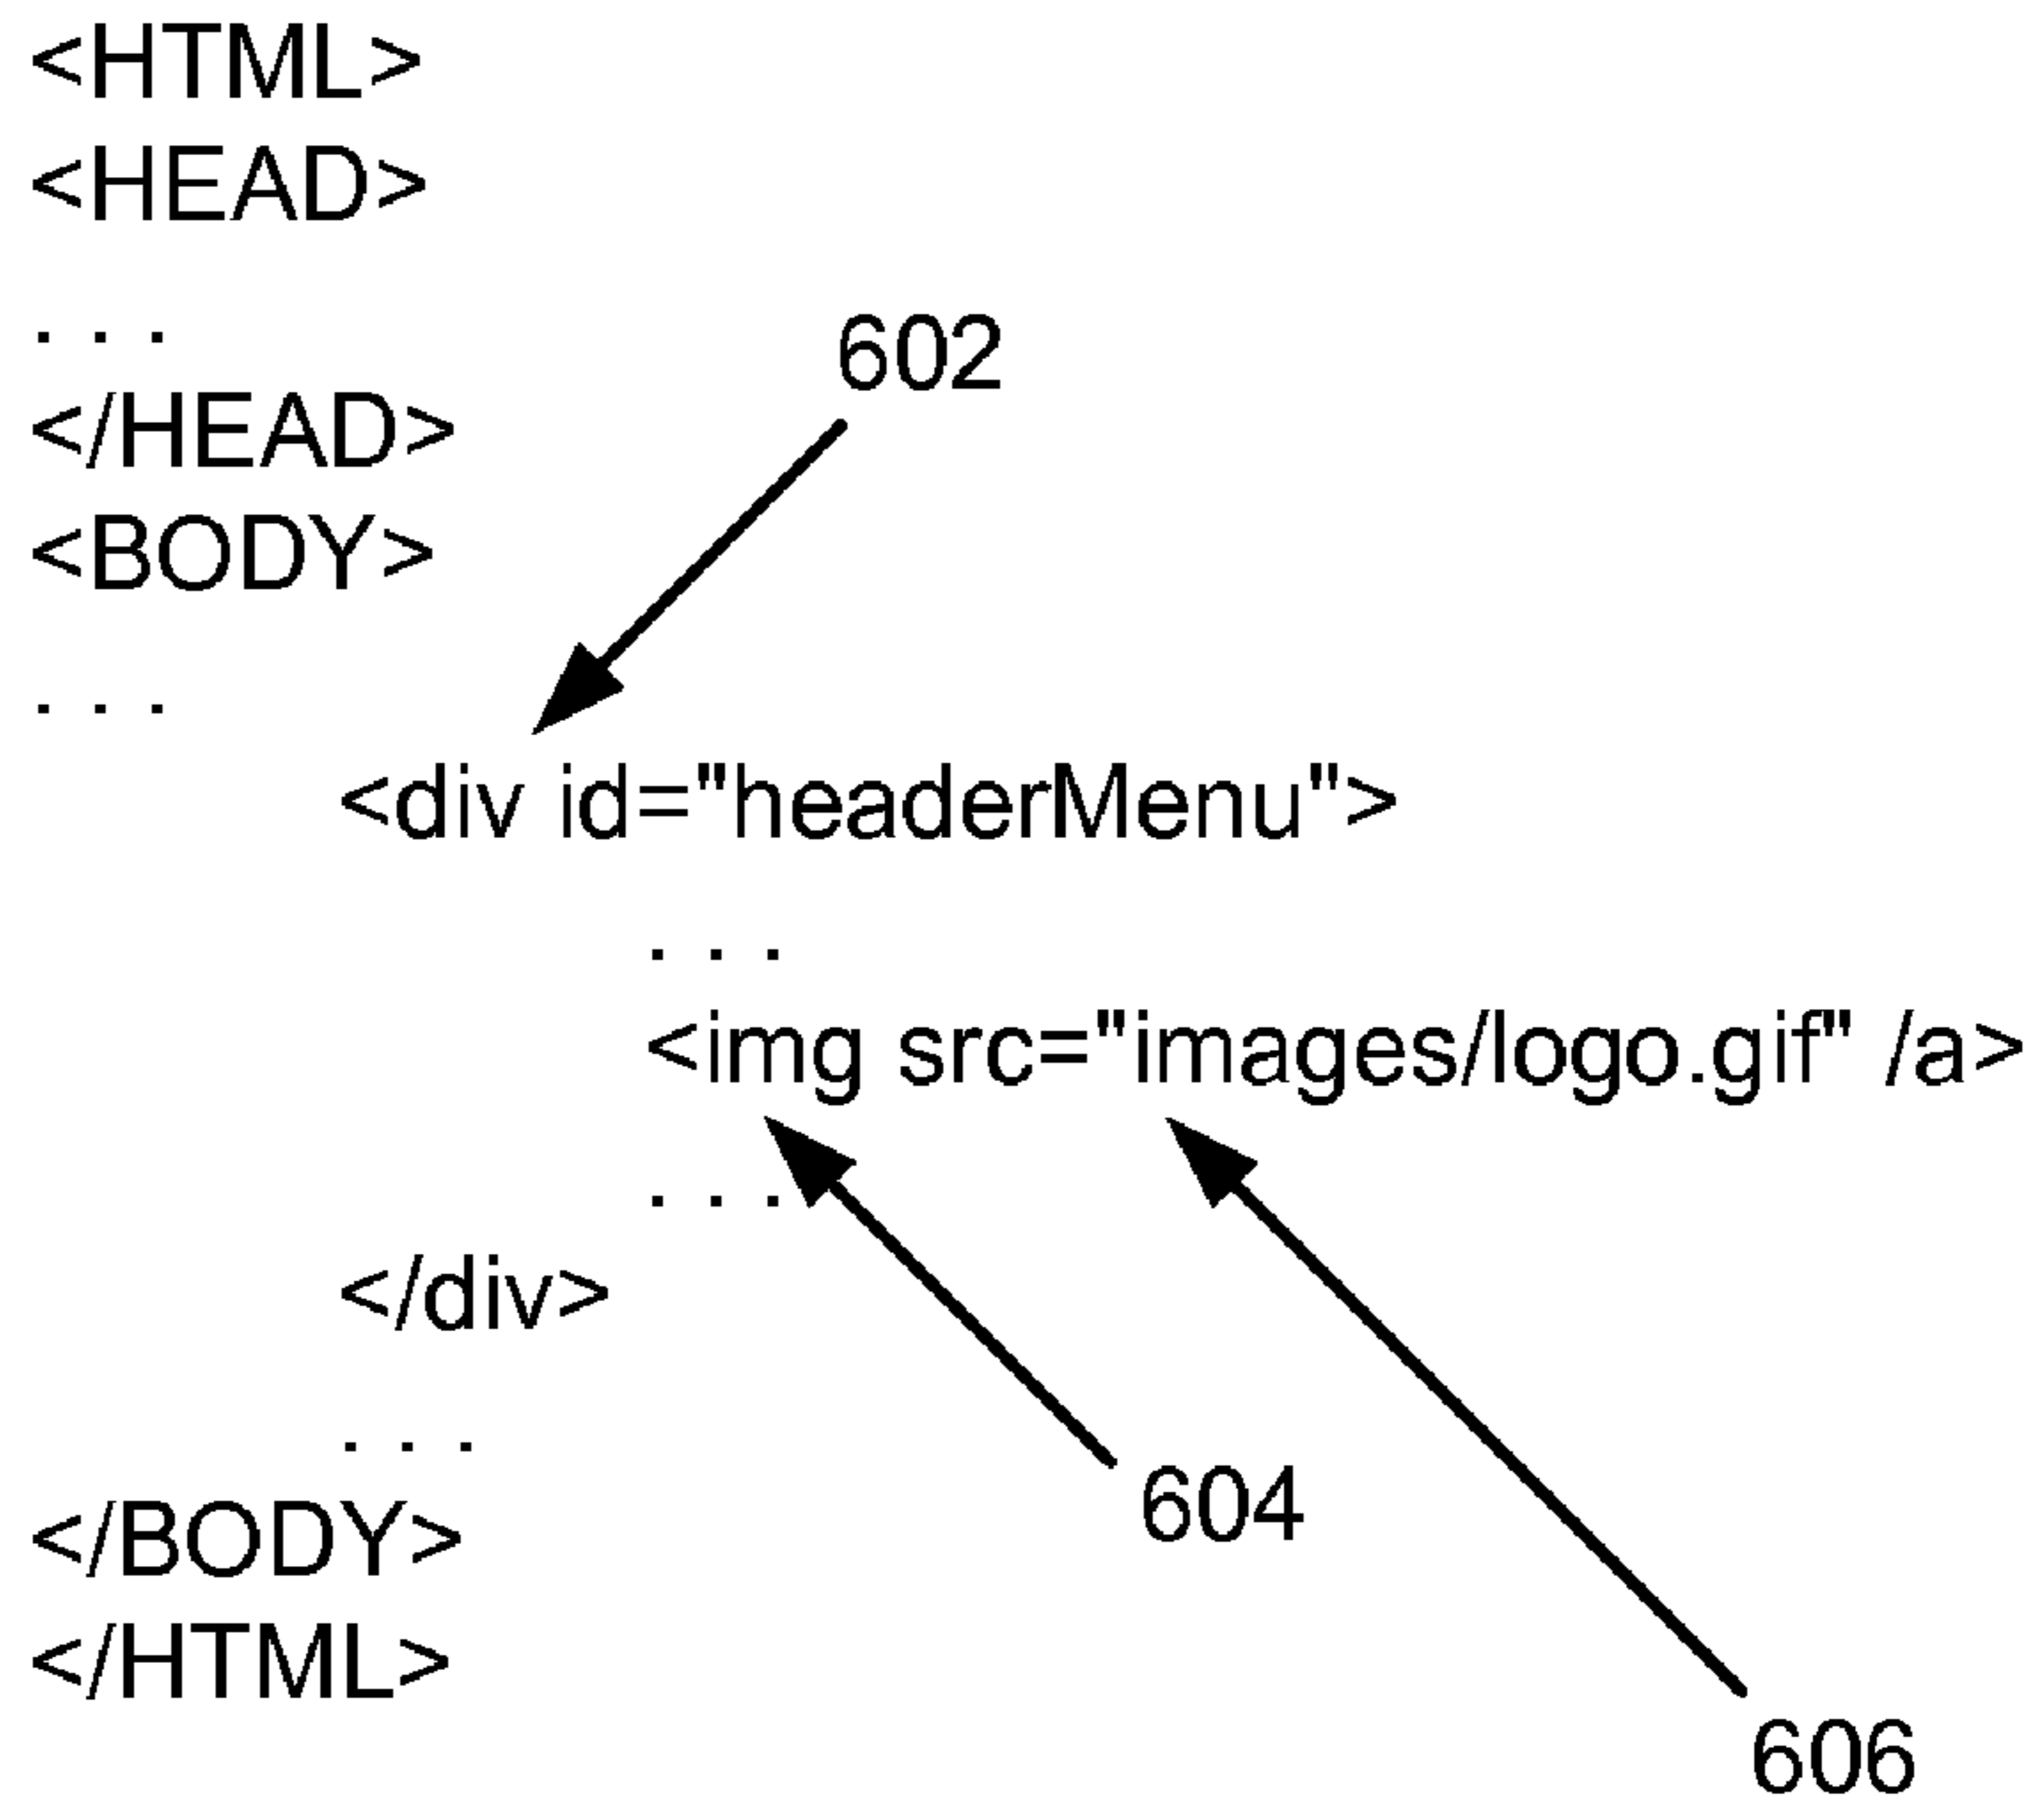 <HTML>
<HEAD>
. . .
602
</HEAD>
<BODY>
. . .
<div id="headerMenu">
. . .
<img src="images/logo.gif" /a>
. . .
</div>
. . .
604
</BODY>
</HTML>
606